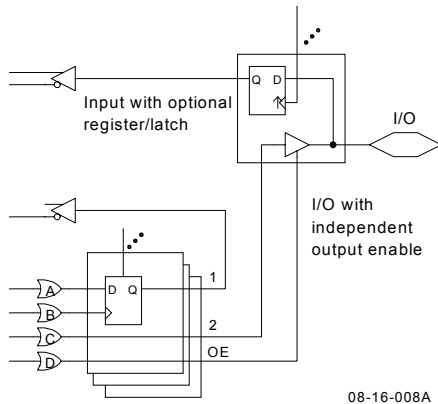 Q D
Input with optional
register/latch
I/O
I/O with
independent
output enable
A
D Q
1
B
C
2
D
OE
08-16-008A